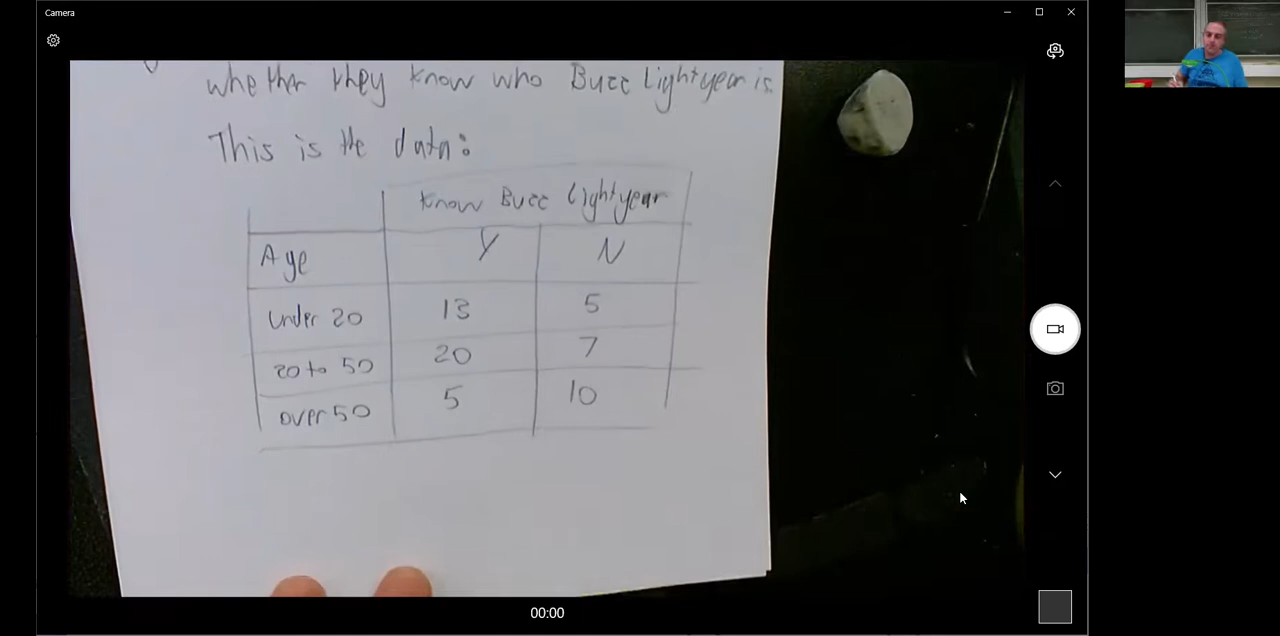 Camera
whether they know who Buzz Lightyear is.
This is the data:
Know Buzz Lightyear
Age Y N
Under 20 13 5
20 to 50 20 7
over 50 5 10
00:00